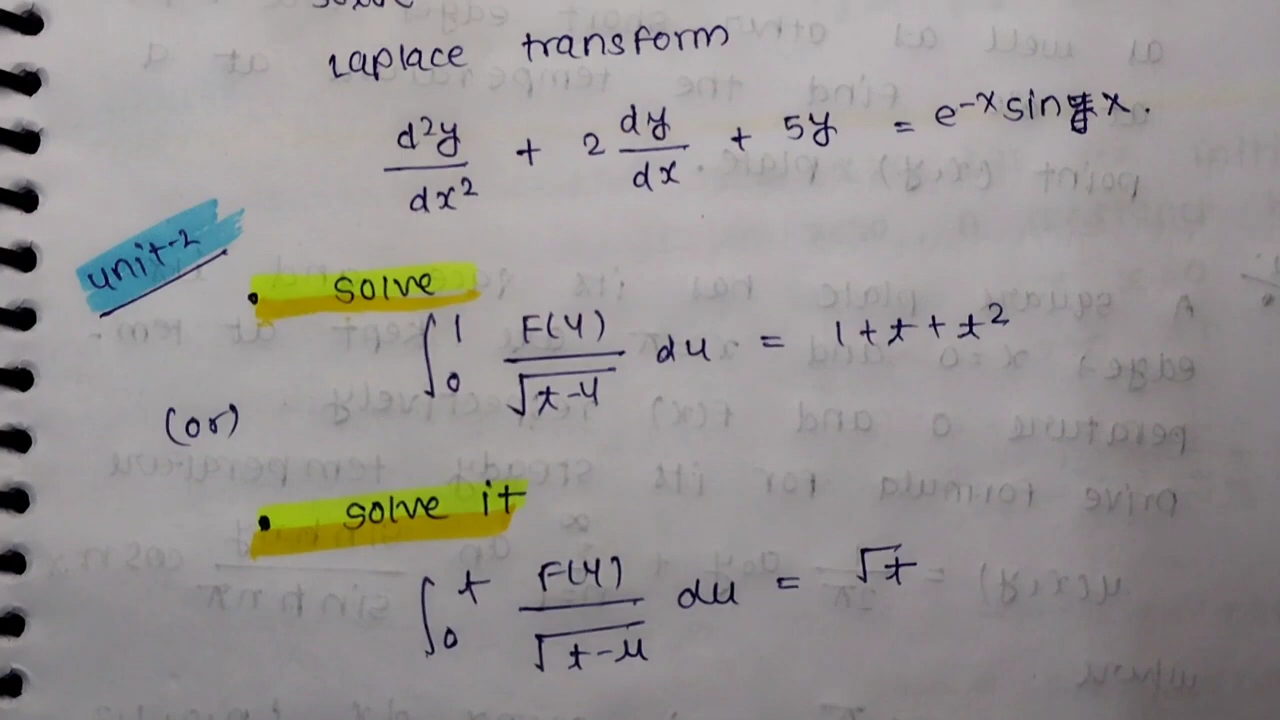 Laplace transform
d²y/dx² + 2 dy/dx + 5y = e-x sin x.
unit-2
• solve
∫₀¹ F(u)/√t-u du = 1 + t + t²
(or)
• solve it
∫₀ᵗ F(u)/√t-u du = √t